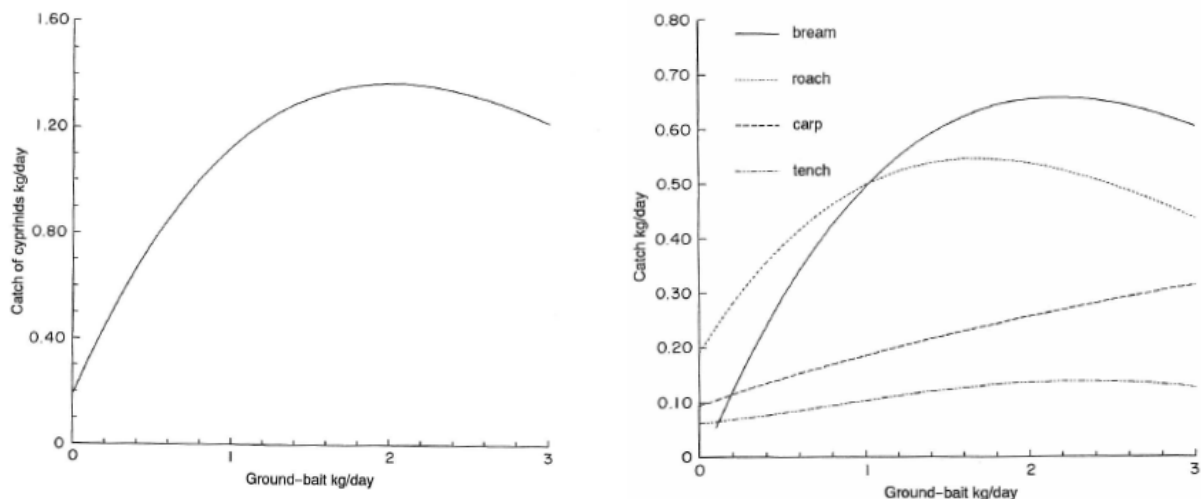 1.60
1.20
0.80
0.40
0
Catch of cyprinids kg/day
0 1 2 3
Ground-bait kg/day
0.80
0.70
0.60
0.50
0.40
0.30
0.20
0.10
0
Catch kg/day
bream
roach
carp
tench
0 1 2 3
Ground-bait kg/day